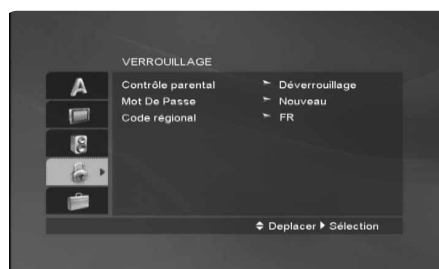 VERROUILLAGE
A
Contrôle parental Déverrouillage
Mot De Passe Nouveau
Code régional FR
Deplacer Sélection